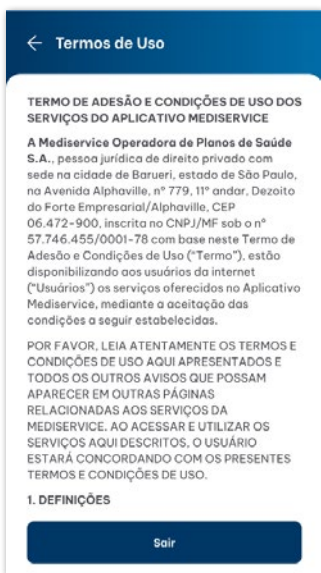 Termos de Uso
TERMO DE ADESÃO E CONDIÇÕES DE USO DOS
SERVIÇOS DO APLICATIVO MEDISERVICE
A Mediservice Operadora de Planos de Saúde
S.A., pessoa jurídica de direito privado com
sede na cidade de Barueri, estado de São Paulo,
na Avenida Alphaville, nº 779, 11º andar, Dezoito
do Forte Empresarial/Alphaville, CEP
06.472-900, inscrita no CNPJ/MF sob o nº
57.746.455/0001-78 com base neste Termo de
Adesão e Condições de Uso ("Termo"), estão
disponibilizando aos usuários da internet
("Usuários") os serviços oferecidos no Aplicativo
Mediservice, mediante a aceitação das
condições a seguir estabelecidas.
POR FAVOR, LEIA ATENTAMENTE OS TERMOS E
CONDIÇÕES DE USO AQUI APRESENTADOS E
TODOS OS OUTROS AVISOS QUE POSSAM
APARECER EM OUTRAS PÁGINAS
RELACIONADAS AOS SERVIÇOS DA
MEDISERVICE. AO ACESSAR E UTILIZAR OS
SERVIÇOS AQUI DESCRITOS, O USUÁRIO
ESTARÁ CONCORDANDO COM OS PRESENTES
TERMOS E CONDIÇÕES DE USO.
1. DEFINIÇÕES
Sair